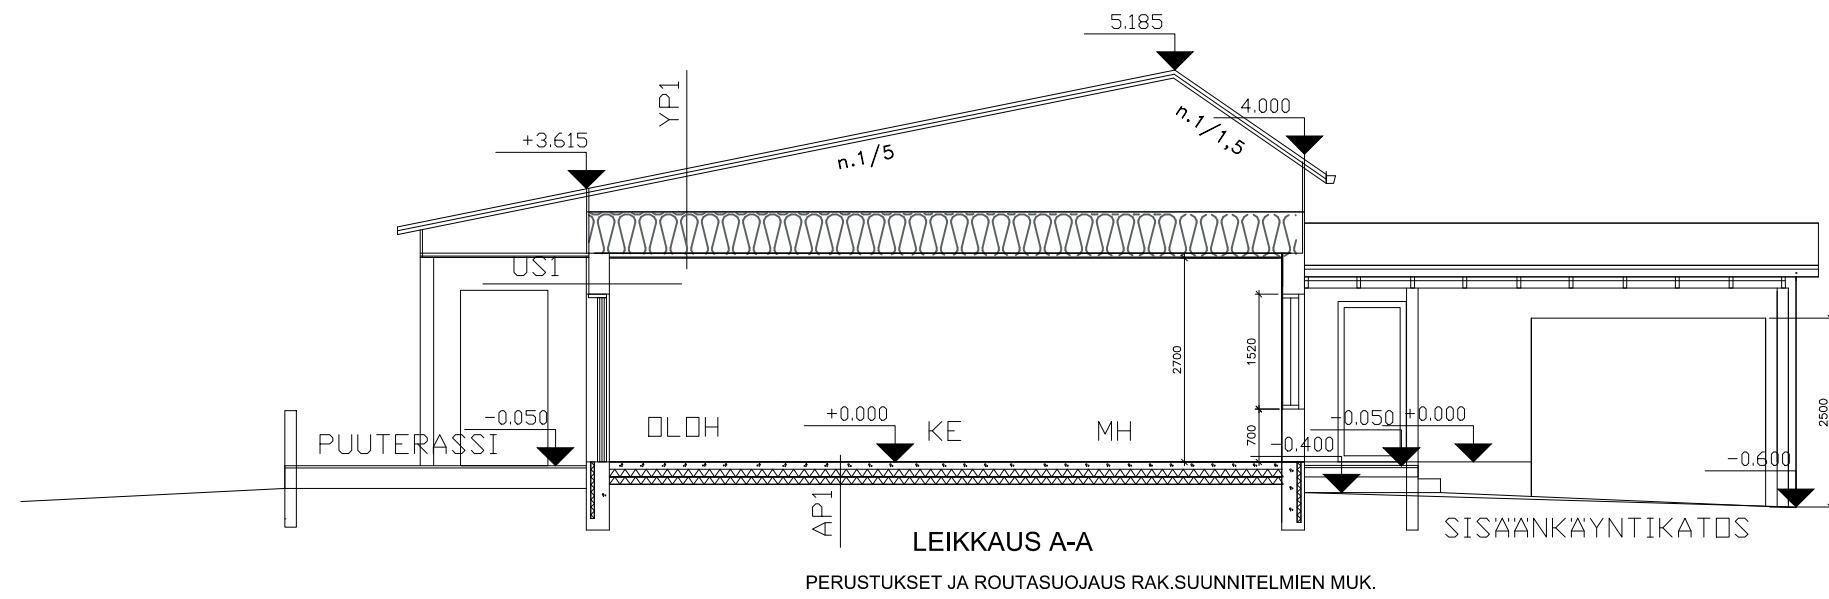 5.185
YP1
4.000
n.1/1,5
+3.615
n.1/5
US1
2700
1520
-0.050
OLOH
+0.000
KE
MH
700
-0.050
+0.000
2500
PUUTERASSI
-0.400
-0.600
AP1
SISÄÄNKÄYNTIKATOS
LEIKKAUS A-A
PERUSTUKSET JA ROUTASUOJAUS RAK.SUUNNITELMIEN MUK.